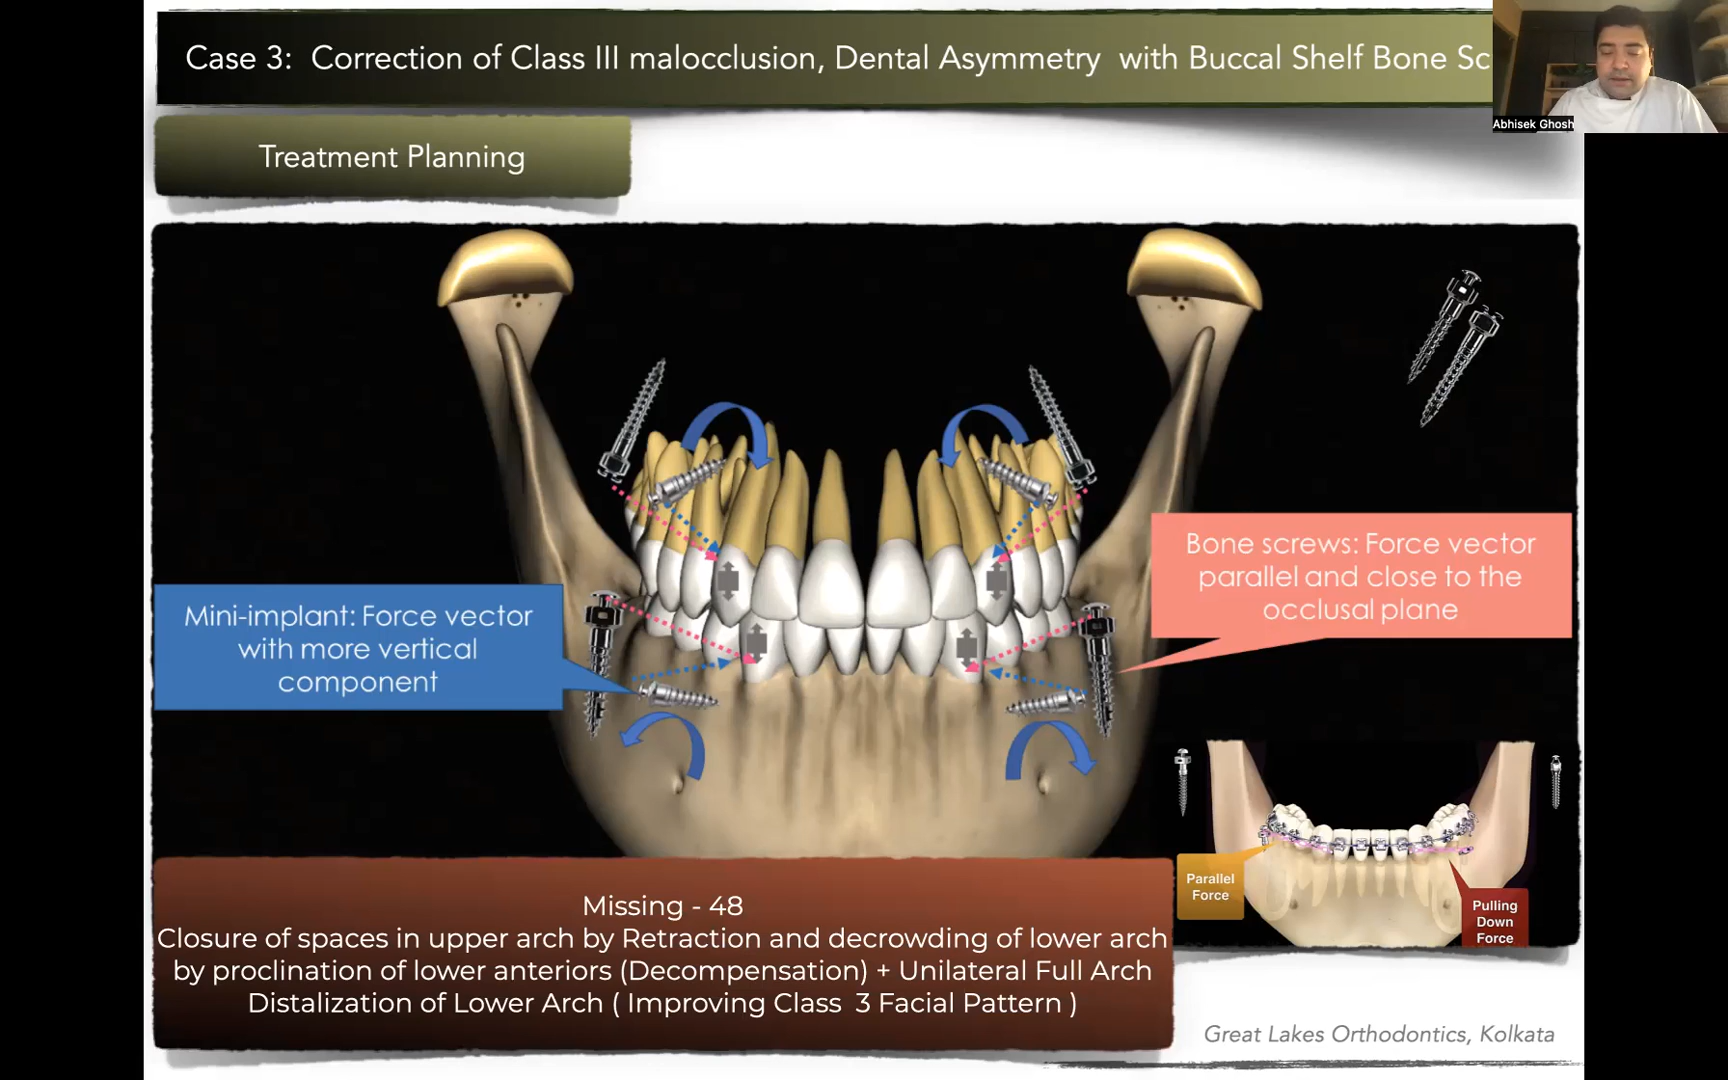 Case 3: Correction of Class III malocclusion, Dental Asymmetry with Buccal Shelf Bone Sc
Abhisek Ghosh
Treatment Planning
Bone screws: Force vector
parallel and close to the
occlusal plane
Mini-implant: Force vector
with more vertical
component
Parallel
Force
Pulling
Down
Force
Missing - 48
Closure of spaces in upper arch by Retraction and decrowding of lower arch
by proclination of lower anteriors (Decompensation) + Unilateral Full Arch
Distalization of Lower Arch ( Improving Class 3 Facial Pattern )
Great Lakes Orthodontics, Kolkata